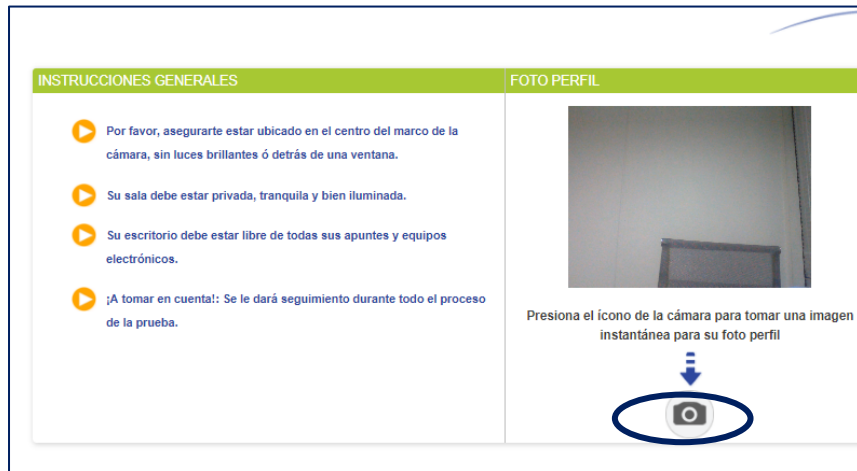 INSTRUCCIONES GENERALES
Por favor, asegurarte estar ubicado en el centro del marco de la
cámara, sin luces brillantes ó detrás de una ventana.
Su sala debe estar privada, tranquila y bien iluminada.
Su escritorio debe estar libre de todas sus apuntes y equipos
electrónicos.
¡A tomar en cuenta!: Se le dará seguimiento durante todo el proceso
de la prueba.
FOTO PERFIL
Presiona el ícono de la cámara para tomar una imagen
instantánea para su foto perfil